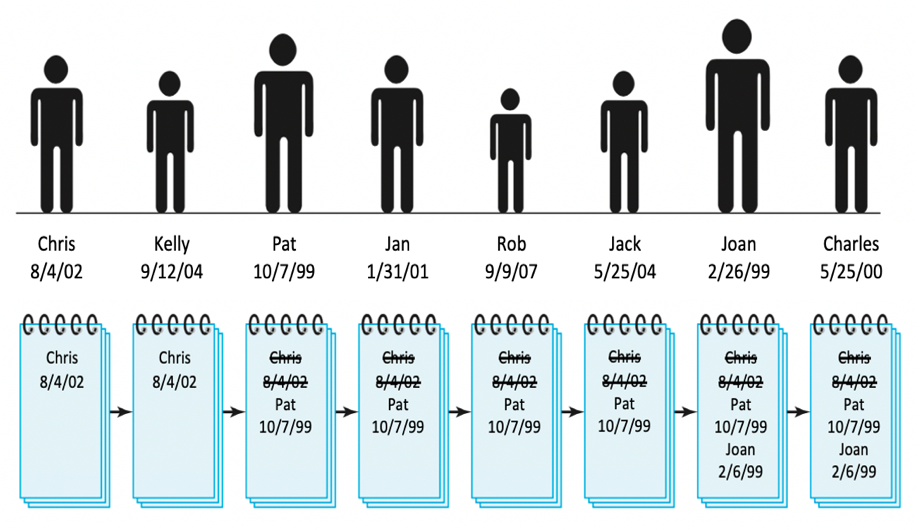 Chris
8/4/02
Kelly
9/12/04
Pat
10/7/99
Jan
1/31/01
Rob
9/9/07
Jack
5/25/04
Joan
2/26/99
Charles
5/25/00
Chris
8/4/02
Chris
8/4/02
Chris
8/4/02
Pat
10/7/99
Chris
8/4/02
Pat
10/7/99
Chris
8/4/02
Pat
10/7/99
Chris
8/4/02
Pat
10/7/99
Chris
8/4/02
Pat
10/7/99
Joan
2/6/99
Chris
8/4/02
Pat
10/7/99
Joan
2/6/99